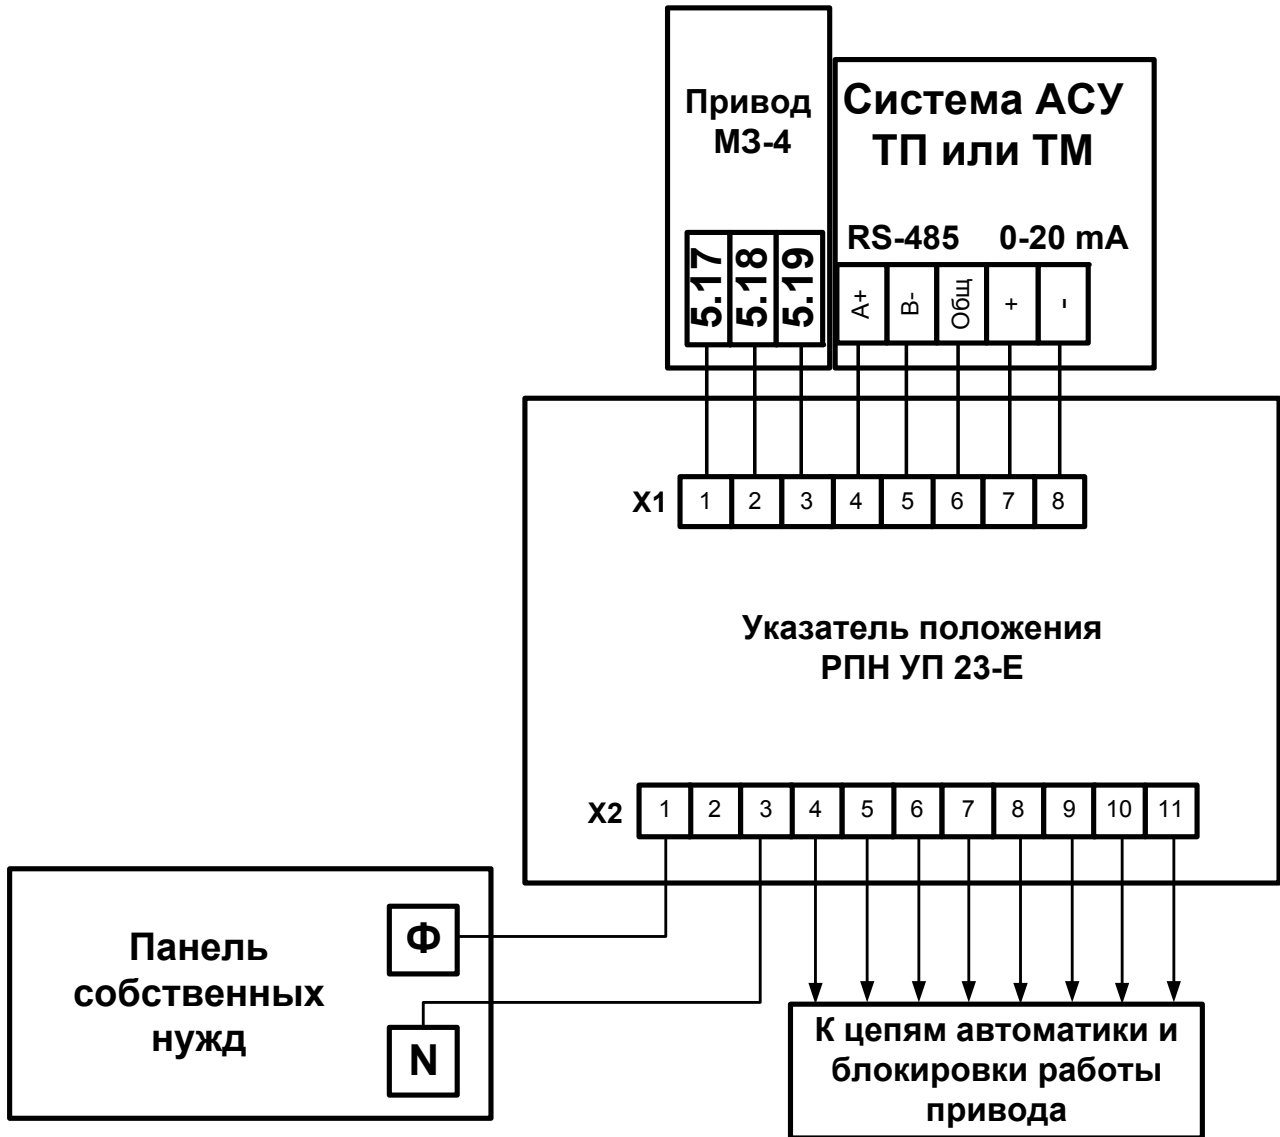 Привод
МЗ-4
Система АСУ
ТП или ТМ
RS-485 0-20 mA
5.17 5.18 5.19
A+ B- Общ + -
X1 1 2 3 4 5 6 7 8
Указатель положения
РПН УП 23-Е
X2 1 2 3 4 5 6 7 8 9 10 11
Панель
собственных
нужд
Ф
N
К цепям автоматики и
блокировки работы
привода